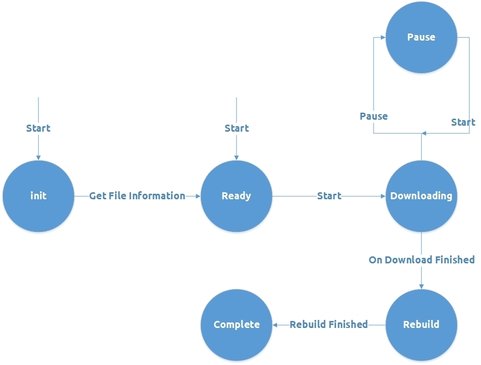 Pause
Pause
Start
Start
Start
init
Get File Information
Ready
Start
Downloading
On Download Finished
Complete
Rebuild Finished
Rebuild